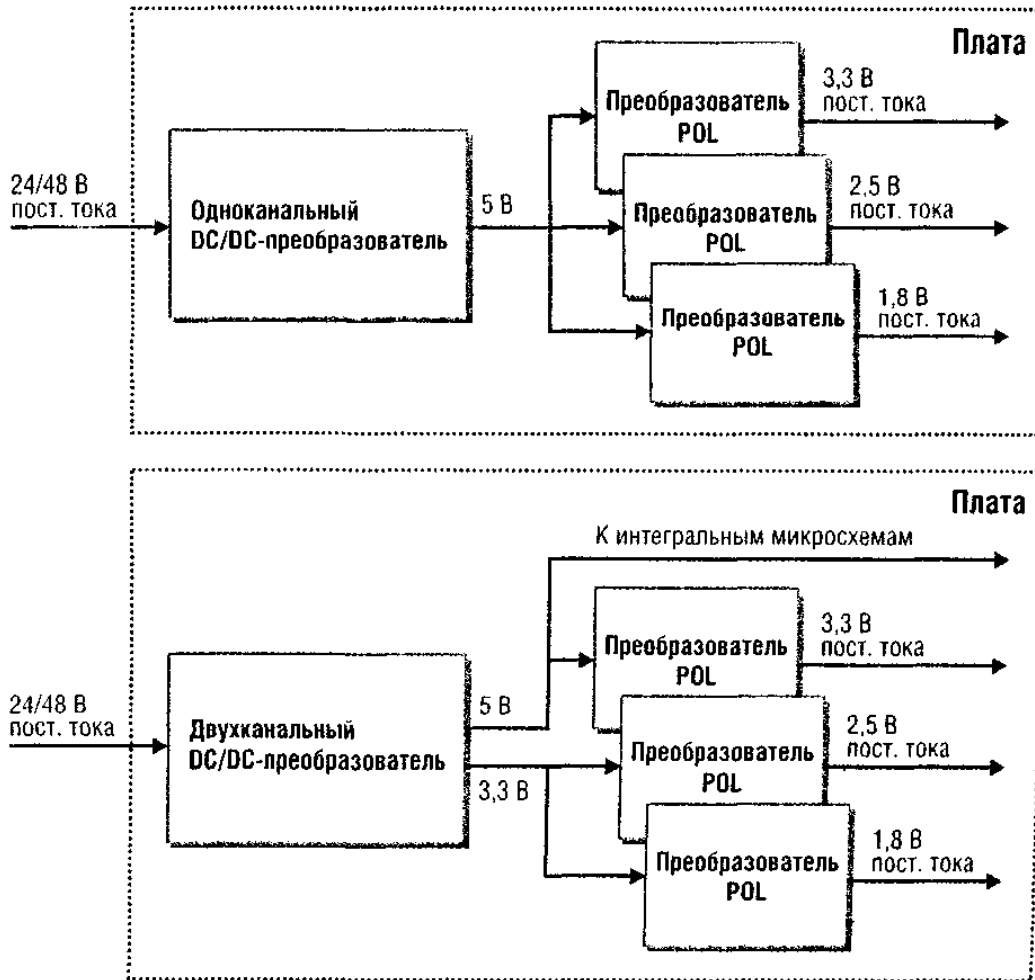 Плата
3,3 В
пост. тока
Преобразователь
POL
24/48 В
пост. тока
Одноканальный
DC/DC-преобразователь
5 В
Преобразователь
POL
2,5 В
пост. тока
Преобразователь
POL
1,8 В
пост. тока
Плата
К интегральным микросхемам
Преобразователь
POL
3,3 В
пост. тока
24/48 В
пост. тока
Двухканальный
DC/DC-преобразователь
5 В
3,3 В
Преобразователь
POL
2,5 В
пост. тока
Преобразователь
POL
1,8 В
пост. тока